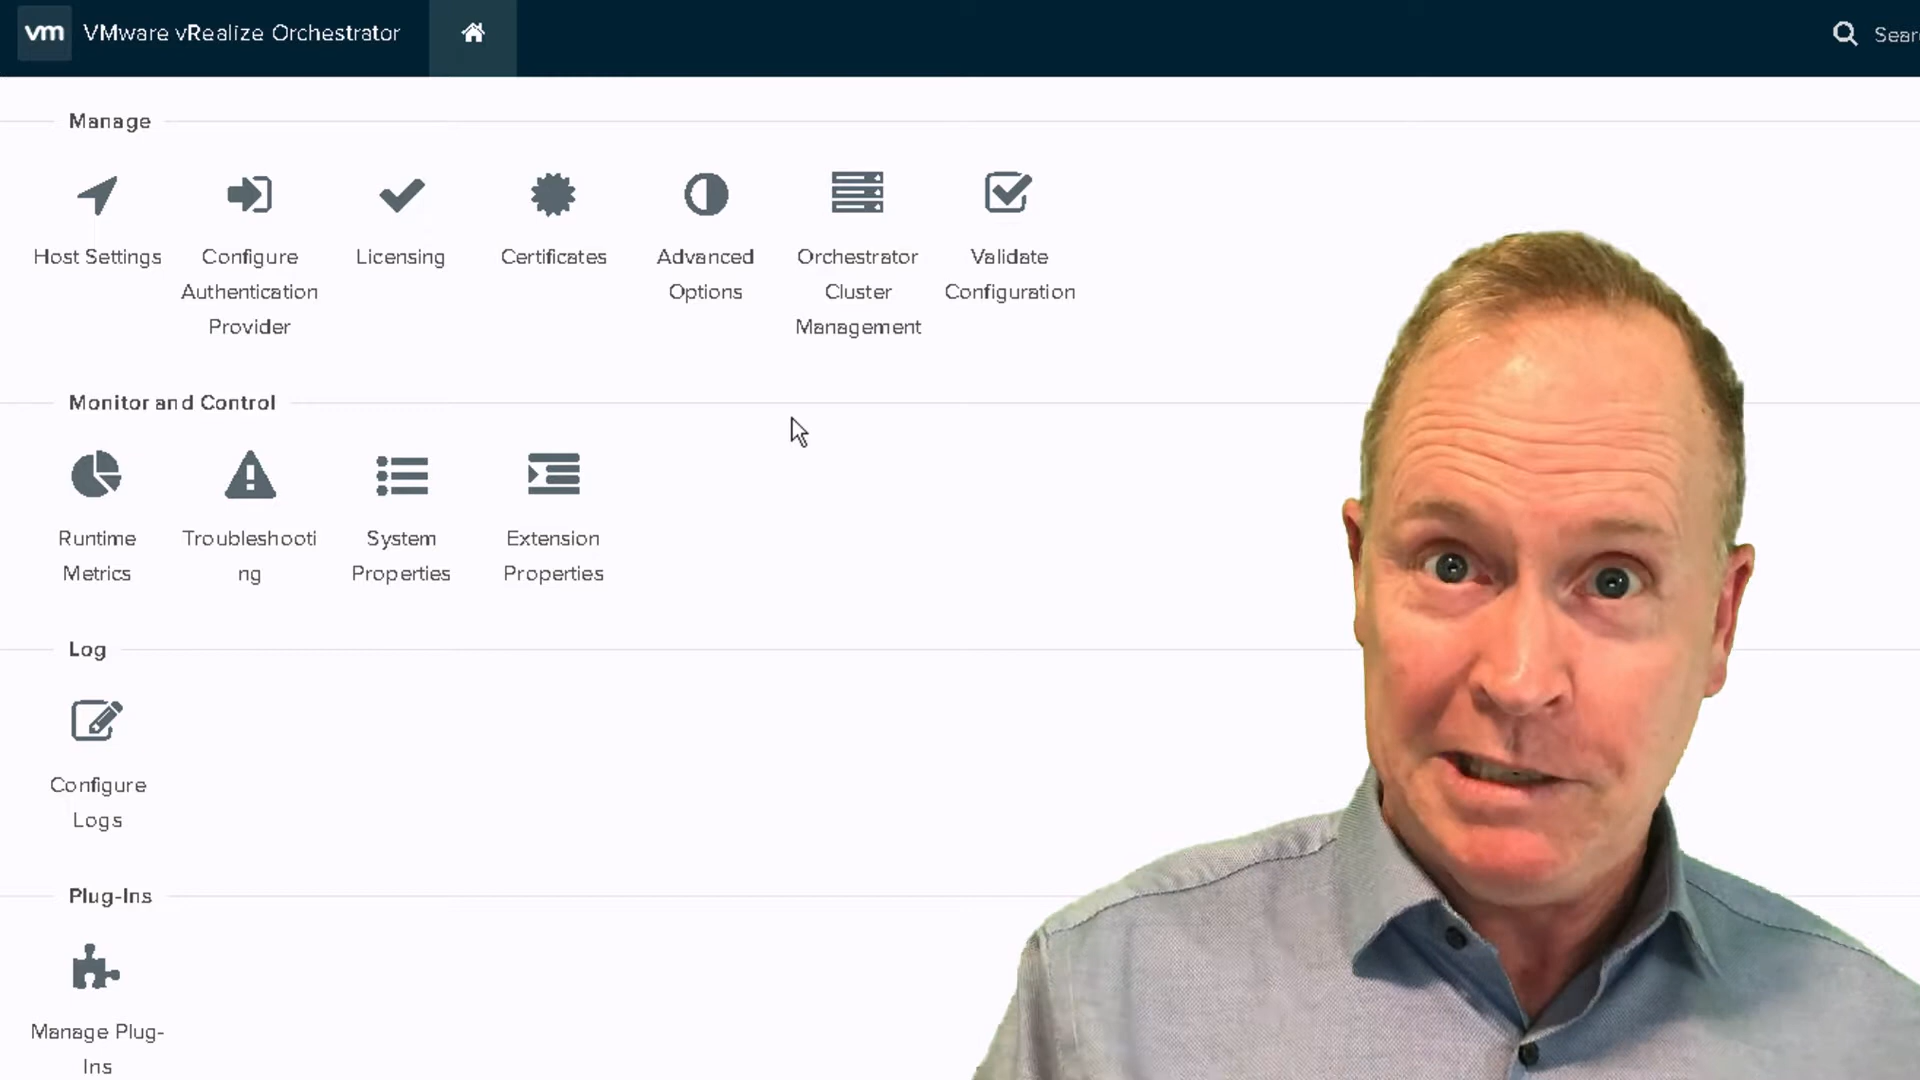 vm VMware vRealize Orchestrator
Sear
Manage
Host Settings
Configure
Authentication
Provider
Licensing
Certificates
Advanced
Options
Orchestrator
Cluster
Management
Validate
Configuration
Monitor and Control
Runtime
Metrics
Troubleshooti
ng
System
Properties
Extension
Properties
Log
Configure
Logs
Plug-Ins
Manage Plug-
Ins